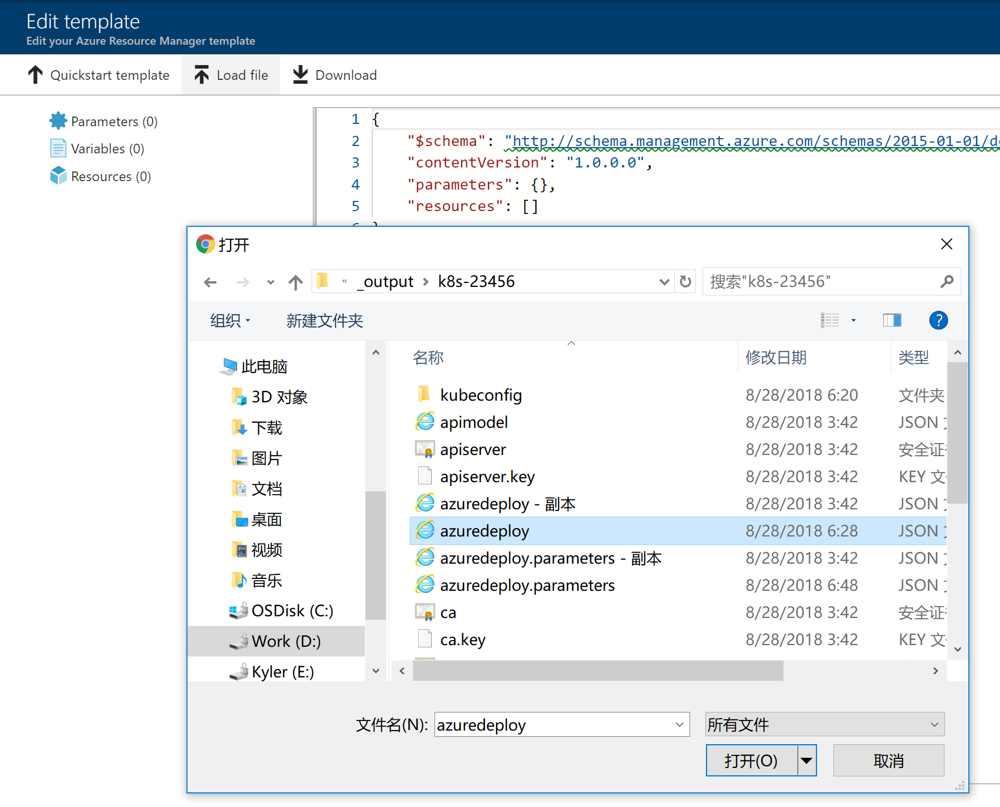 Edit template
Edit your Azure Resource Manager template
Quickstart template
Load file
Download
Parameters (0)
Variables (0)
Resources (0)
1 {
2 "$schema": "http://schema.management.azure.com/schemas/2015-01-01/d
3 "contentVersion": "1.0.0.0",
4 "parameters": {},
5 "resources": []
打开
« _output > k8s-23456
搜索"k8s-23456"
组织
新建文件夹
此电脑
3D 对象
下载
图片
文档
桌面
视频
音乐
OSDisk (C:)
Work (D:)
Kyler (E:)
名称 修改日期 类型
kubeconfig 8/28/2018 6:20 文件夹
apimodel 8/28/2018 3:42 JSON
apiserver 8/28/2018 3:42 安全证
apiserver.key 8/28/2018 3:42 KEY 文
azuredeploy - 副本 8/28/2018 3:42 JSON
azuredeploy 8/28/2018 6:28 JSON
azuredeploy.parameters - 副本 8/28/2018 3:42 JSON
azuredeploy.parameters 8/28/2018 6:48 JSON
ca 8/28/2018 3:42 安全证
ca.key 8/28/2018 3:42 KEY 文
文件名(N): azuredeploy
所有文件
打开(O)
取消